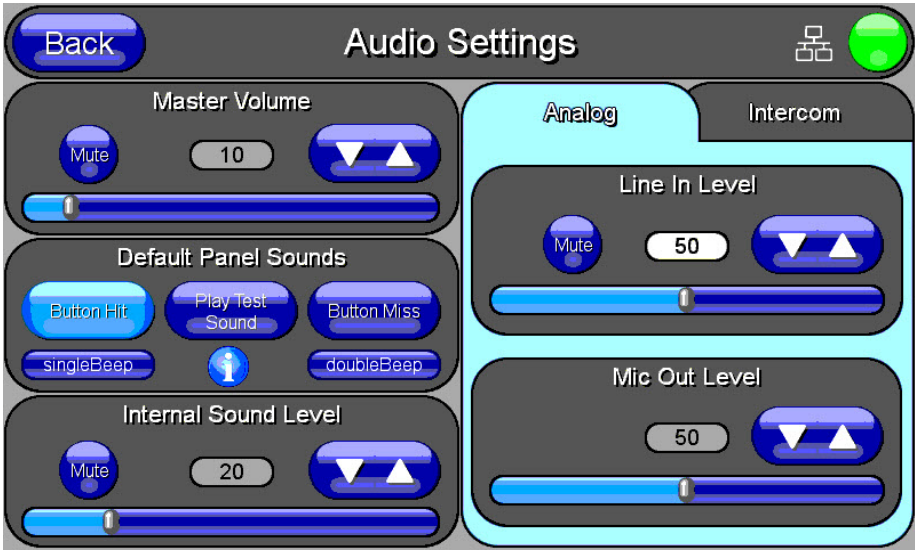 Back
Audio Settings
Master Volume
Mute
10
Default Panel Sounds
Button Hit
Play Test
Sound
Button Miss
singleBeep
i
doubleBeep
Internal Sound Level
Mute
20
Analog
Intercom
Line In Level
Mute
50
Mic Out Level
50